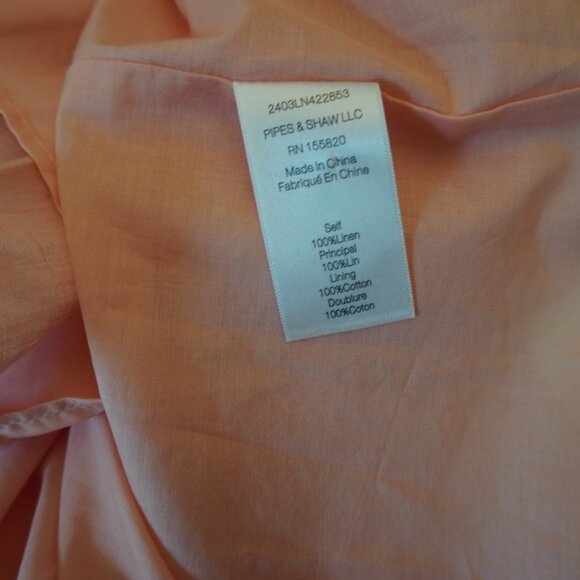 2403LN422853
PIPES & SHAW LLC
RN 155820
Made In China
Fabriqué En Chine
Self
100%Linen
Principal
100%Lin
Lining
100%Cotton
Doublure
100%Coton